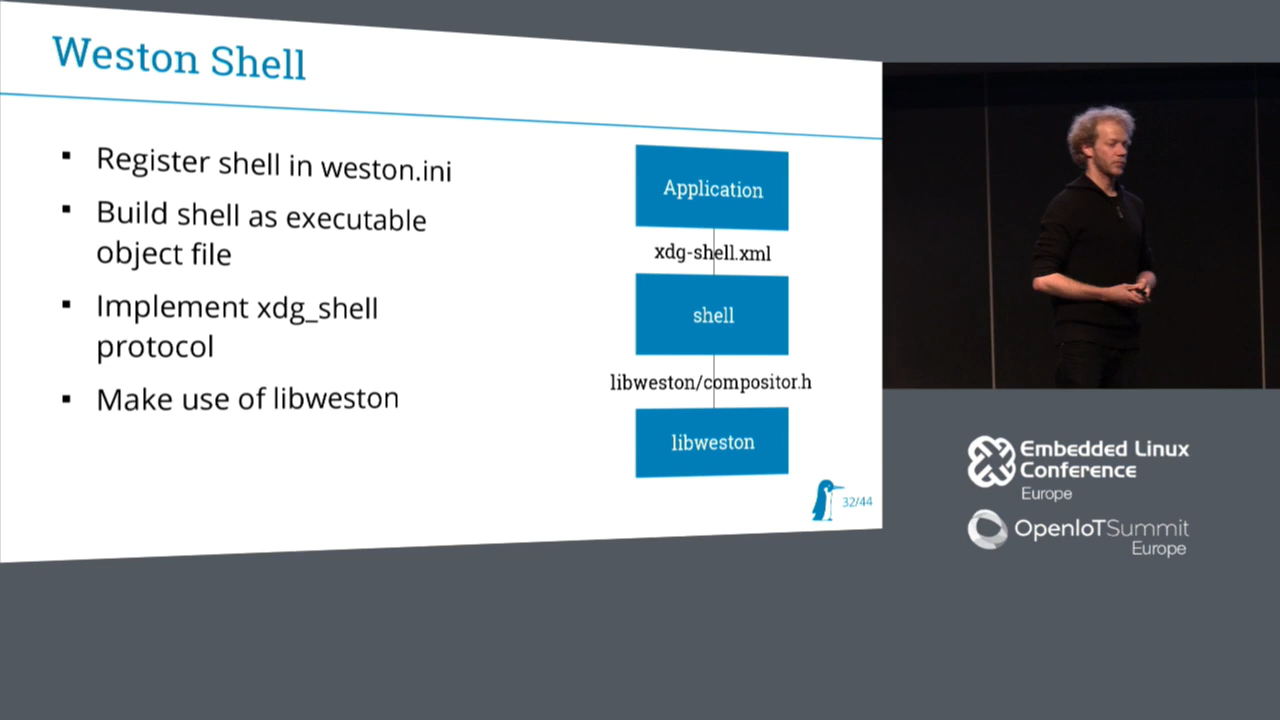 Weston Shell
Register shell in weston.ini
Build shell as executable
object file
Implement xdg_shell
protocol
Make use of libweston
Application
xdg-shell.xml
shell
libweston/compositor.h
libweston
32/44
Embedded Linux
Conference
Europe
OpenIoTSummit
Europe